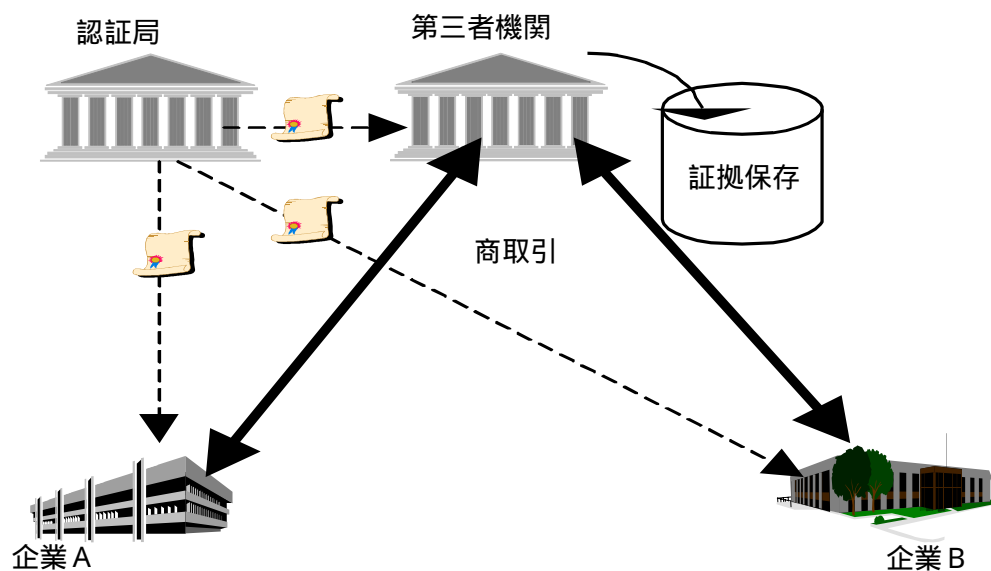 認証局
第三者機関
証拠保存
商取引
企業A
企業B